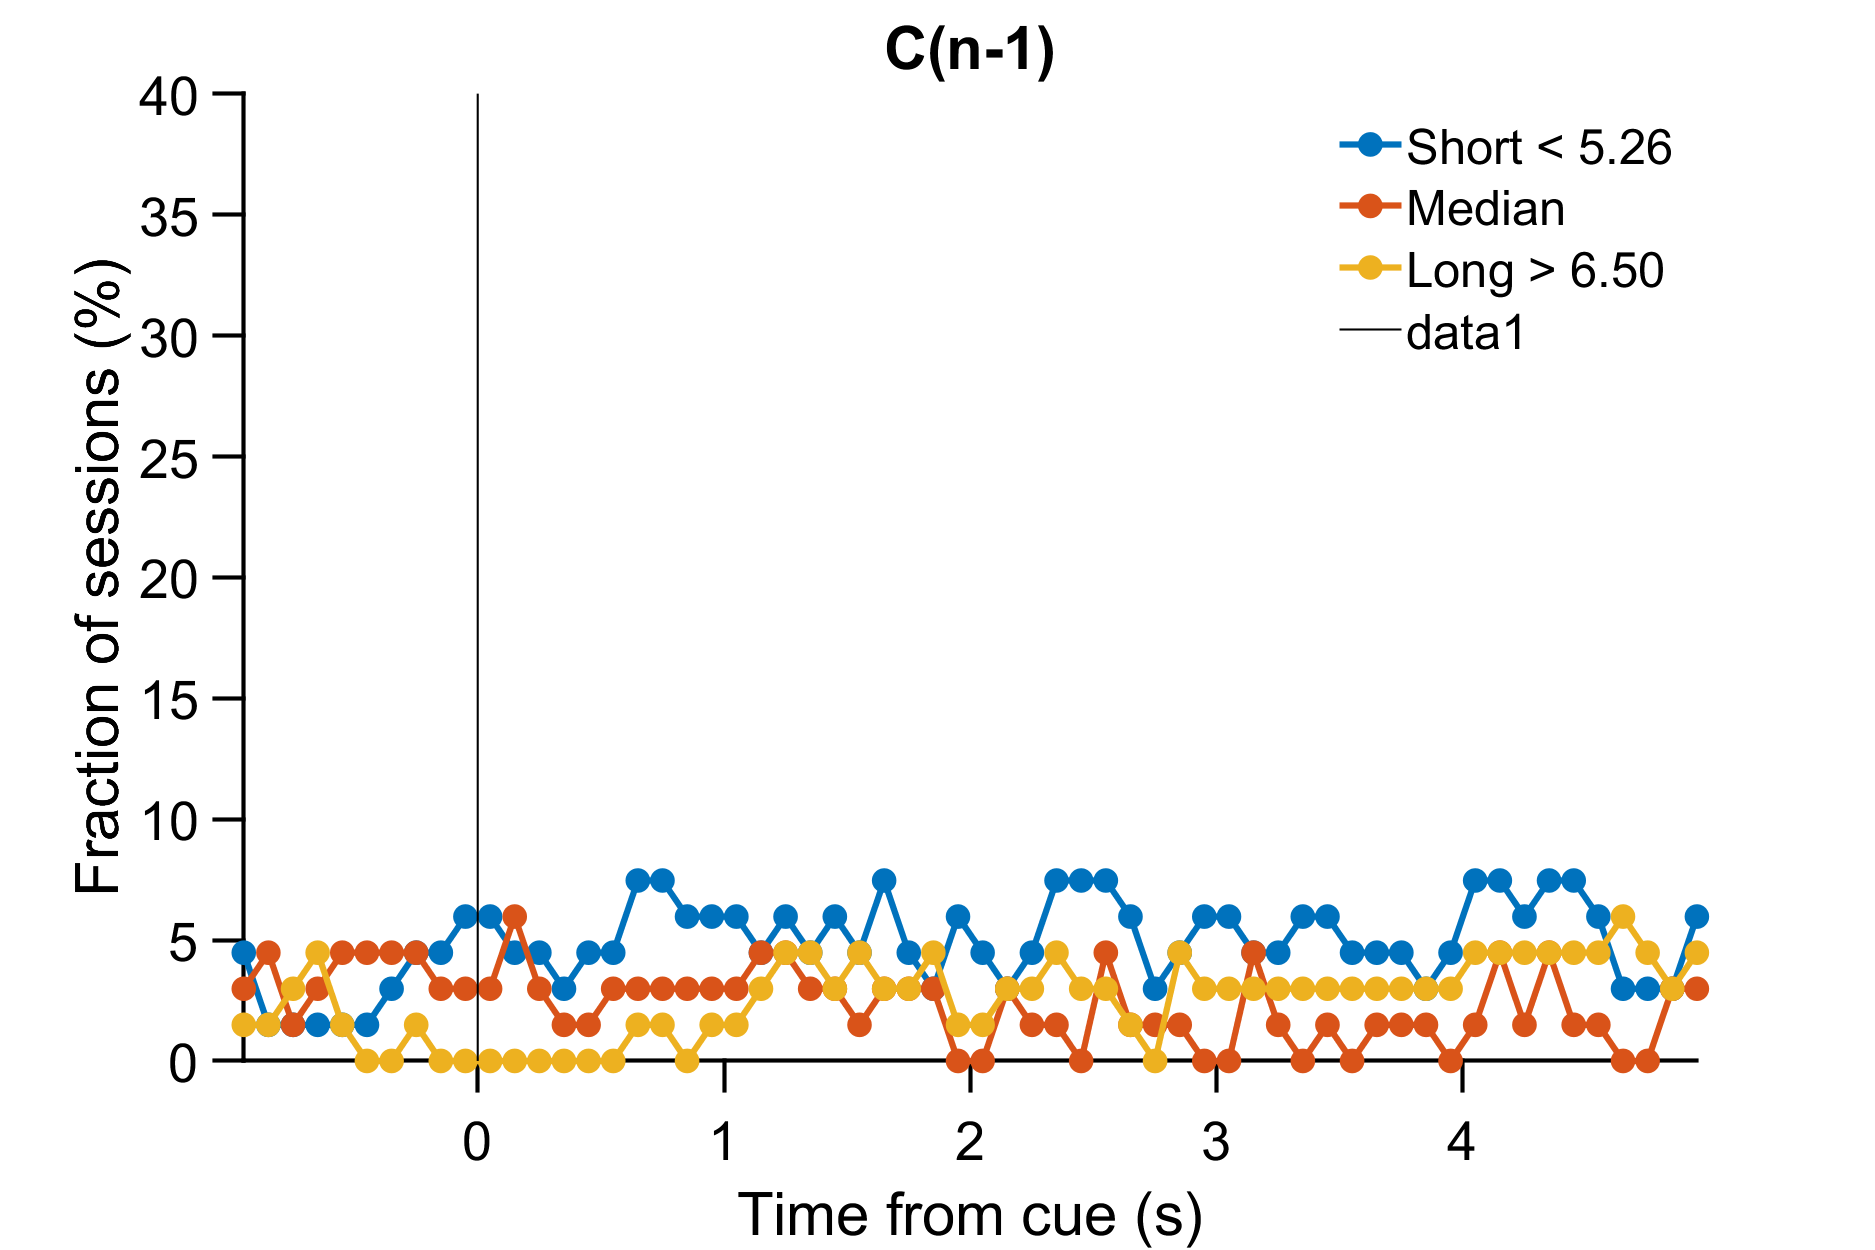 C(n-1)
40
35
30
25
20
15
10
5
0
Fraction of sessions (%)
Short < 5.26
Median
Long > 6.50
data1
0 1 2 3 4
Time from cue (s)